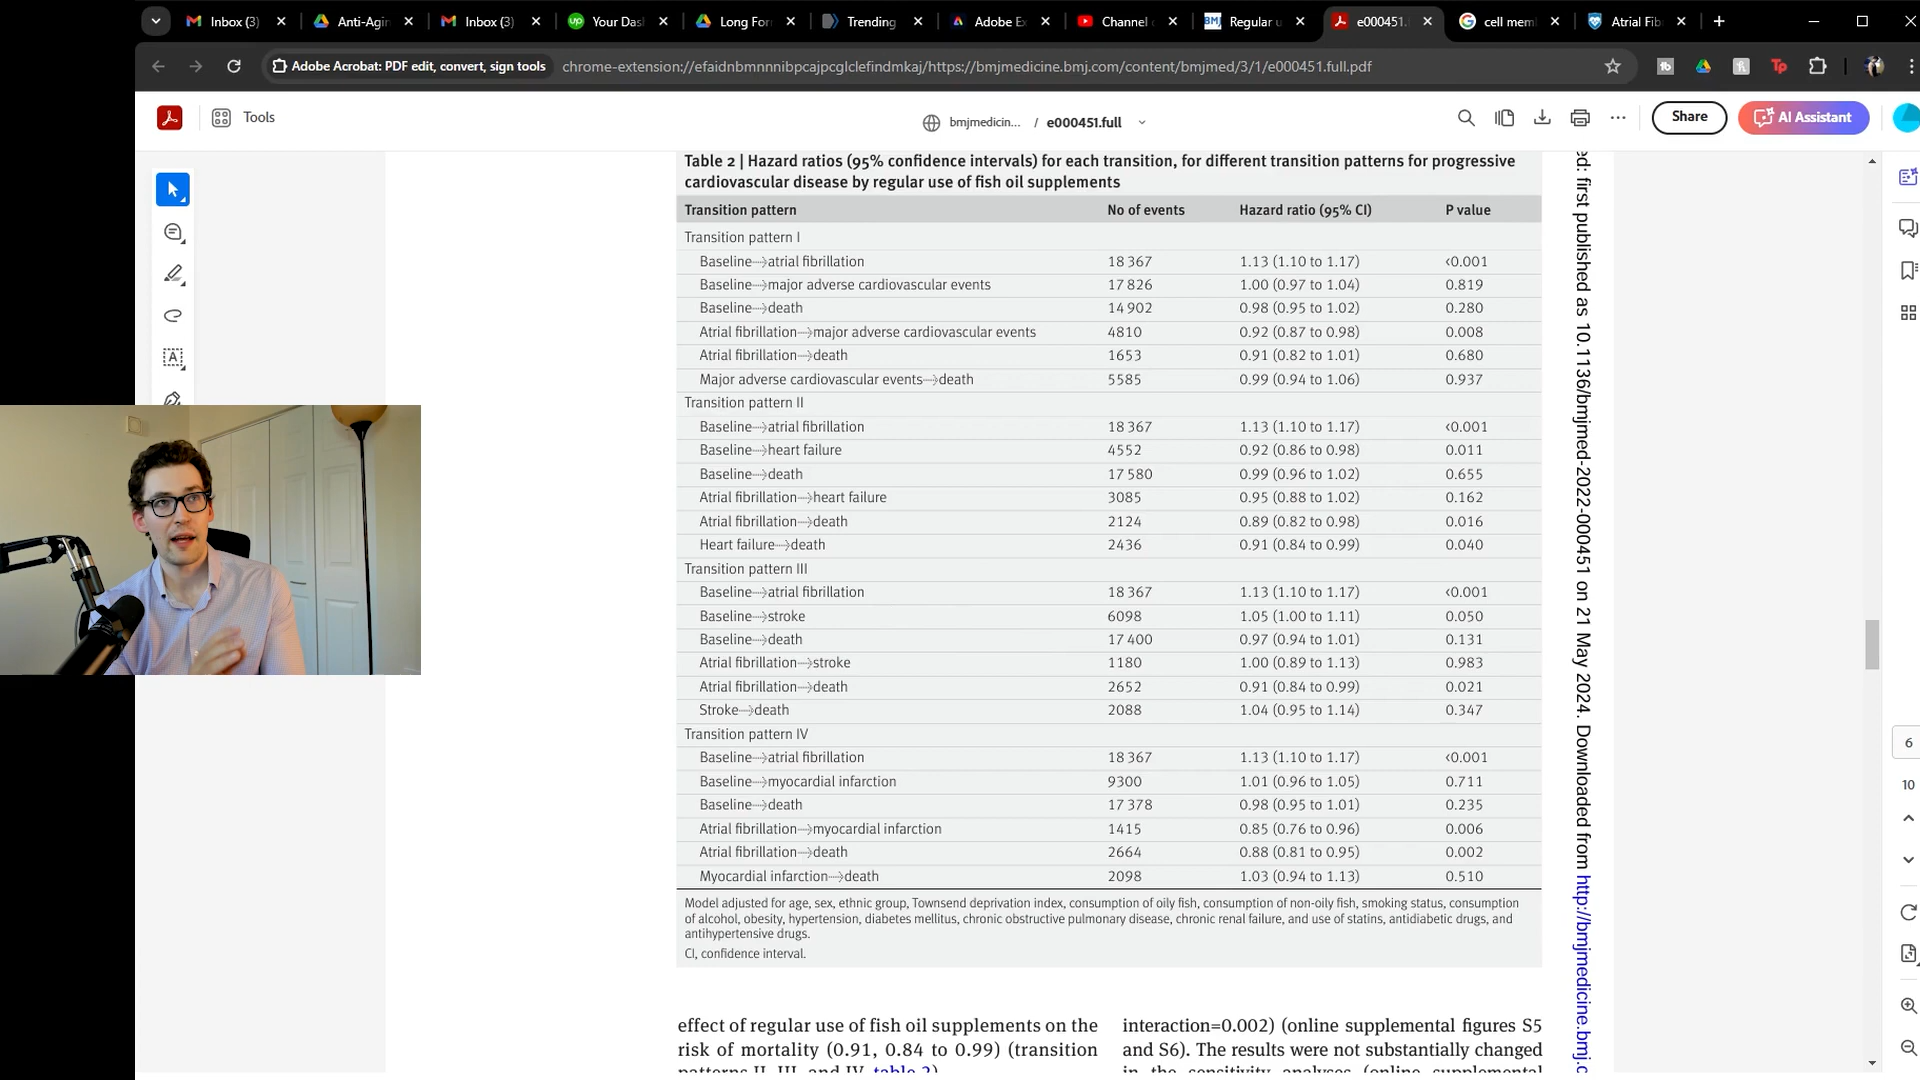 Inbox (3)
Anti-Agin
Inbox (3)
Your Das
Long For
Trending
Adobe Ex
Channel
Regular u
e000451.
cell mem
Atrial Fib
Adobe Acrobat: PDF edit, convert, sign tools
chrome-extension://efaidnbmnnnibpcajpcglclefindmkaj/https://bmjmedicine.bmj.com/content/bmjmed/3/1/e000451.full.pdf
Tools
bmjmedicin... / e000451.full
Share
AI Assistant
Table 2 | Hazard ratios (95% confidence intervals) for each transition, for different transition patterns for progressive
cardiovascular disease by regular use of fish oil supplements
Transition pattern No of events Hazard ratio (95% CI) P value
Transition pattern I
Baseline→atrial fibrillation 18 367 1.13 (1.10 to 1.17) <0.001
Baseline→major adverse cardiovascular events 17 826 1.00 (0.97 to 1.04) 0.819
Baseline→death 14 902 0.98 (0.95 to 1.02) 0.280
Atrial fibrillation→major adverse cardiovascular events 4810 0.92 (0.87 to 0.98) 0.008
Atrial fibrillation→death 1653 0.91 (0.82 to 1.01) 0.680
Major adverse cardiovascular events→death 5585 0.99 (0.94 to 1.06) 0.937
Transition pattern II
Baseline→atrial fibrillation 18 367 1.13 (1.10 to 1.17) <0.001
Baseline→heart failure 4552 0.92 (0.86 to 0.98) 0.011
Baseline→death 17 580 0.99 (0.96 to 1.02) 0.655
Atrial fibrillation→heart failure 3085 0.95 (0.88 to 1.02) 0.162
Atrial fibrillation→death 2124 0.89 (0.82 to 0.98) 0.016
Heart failure→death 2436 0.91 (0.84 to 0.99) 0.040
Transition pattern III
Baseline→atrial fibrillation 18 367 1.13 (1.10 to 1.17) <0.001
Baseline→stroke 6098 1.05 (1.00 to 1.11) 0.050
Baseline→death 17 400 0.97 (0.94 to 1.01) 0.131
Atrial fibrillation→stroke 1180 1.00 (0.89 to 1.13) 0.983
Atrial fibrillation→death 2652 0.91 (0.84 to 0.99) 0.021
Stroke→death 2088 1.04 (0.95 to 1.14) 0.347
Transition pattern IV
Baseline→atrial fibrillation 18 367 1.13 (1.10 to 1.17) <0.001
Baseline→myocardial infarction 9300 1.01 (0.96 to 1.05) 0.711
Baseline→death 17 378 0.98 (0.95 to 1.01) 0.235
Atrial fibrillation→myocardial infarction 1415 0.85 (0.76 to 0.96) 0.006
Atrial fibrillation→death 2664 0.88 (0.81 to 0.95) 0.002
Myocardial infarction→death 2098 1.03 (0.94 to 1.13) 0.510
Model adjusted for age, sex, ethnic group, Townsend deprivation index, consumption of oily fish, consumption of non-oily fish, smoking status, consumption
of alcohol, obesity, hypertension, diabetes mellitus, chronic obstructive pulmonary disease, chronic renal failure, and use of statins, antidiabetic drugs, and
antihypertensive drugs.
CI, confidence interval.
effect of regular use of fish oil supplements on the
risk of mortality (0.91, 0.84 to 0.99) (transition
patterns II, III, and IV, table 2)
interaction=0.002) (online supplemental figures S5
and S6). The results were not substantially changed
in the sensitivity analyses (online supplemental
ed: first published as 10.1136/bmjmed-2022-000451 on 21 May 2024. Downloaded from http://bmjmedicine.bmj.c
6
10